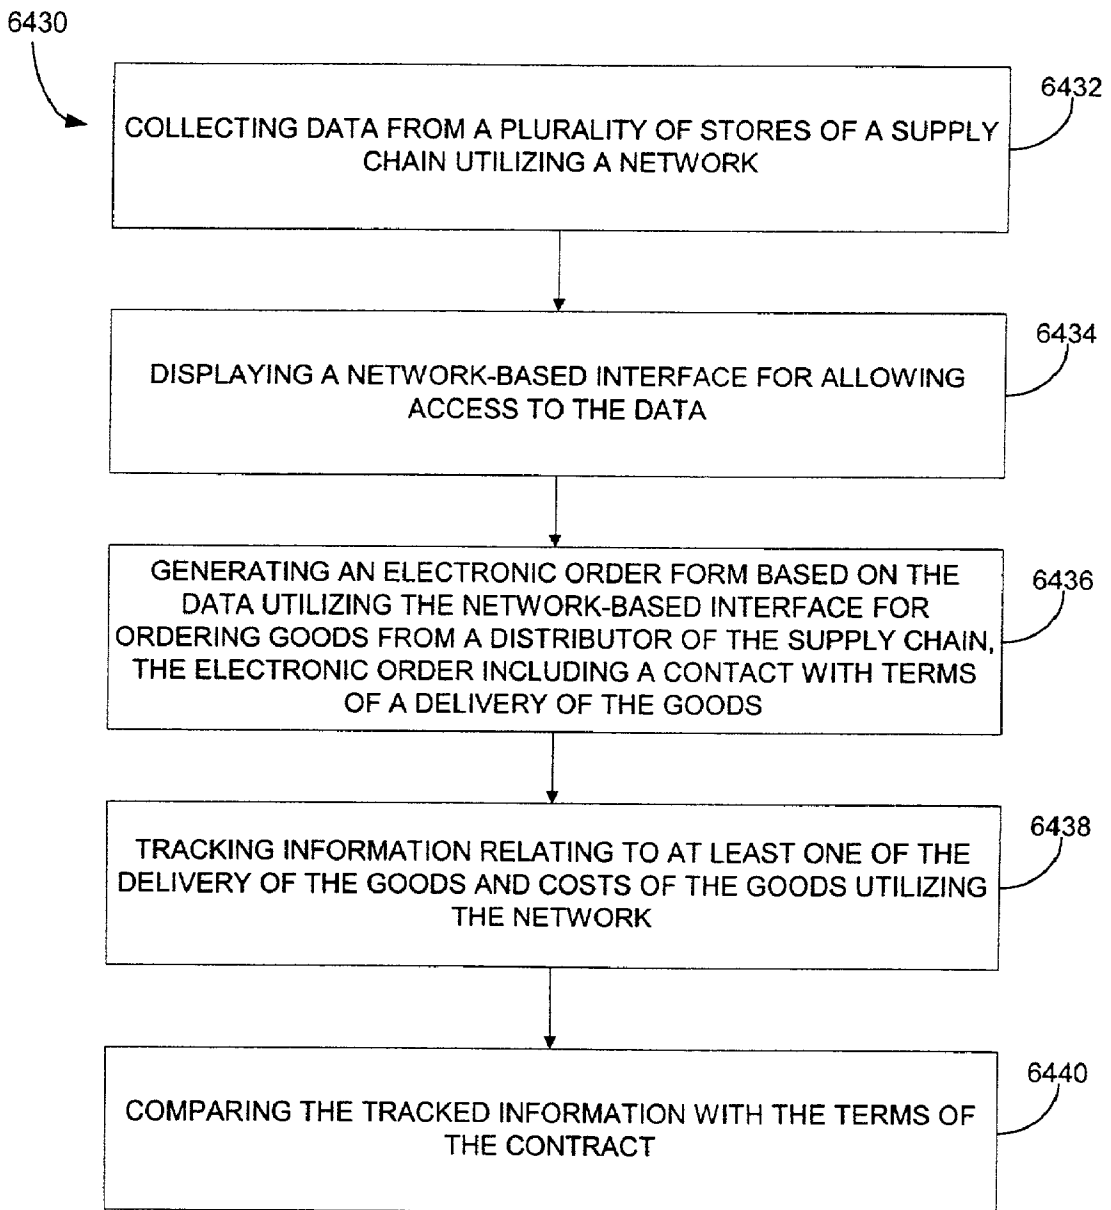 6430
6432
COLLECTING DATA FROM A PLURALITY OF STORES OF A SUPPLY
CHAIN UTILIZING A NETWORK
6434
DISPLAYING A NETWORK-BASED INTERFACE FOR ALLOWING
ACCESS TO THE DATA
6436
GENERATING AN ELECTRONIC ORDER FORM BASED ON THE
DATA UTILIZING THE NETWORK-BASED INTERFACE FOR
ORDERING GOODS FROM A DISTRIBUTOR OF THE SUPPLY CHAIN,
THE ELECTRONIC ORDER INCLUDING A CONTACT WITH TERMS
OF A DELIVERY OF THE GOODS
6438
TRACKING INFORMATION RELATING TO AT LEAST ONE OF THE
DELIVERY OF THE GOODS AND COSTS OF THE GOODS UTILIZING
THE NETWORK
6440
COMPARING THE TRACKED INFORMATION WITH THE TERMS OF
THE CONTRACT